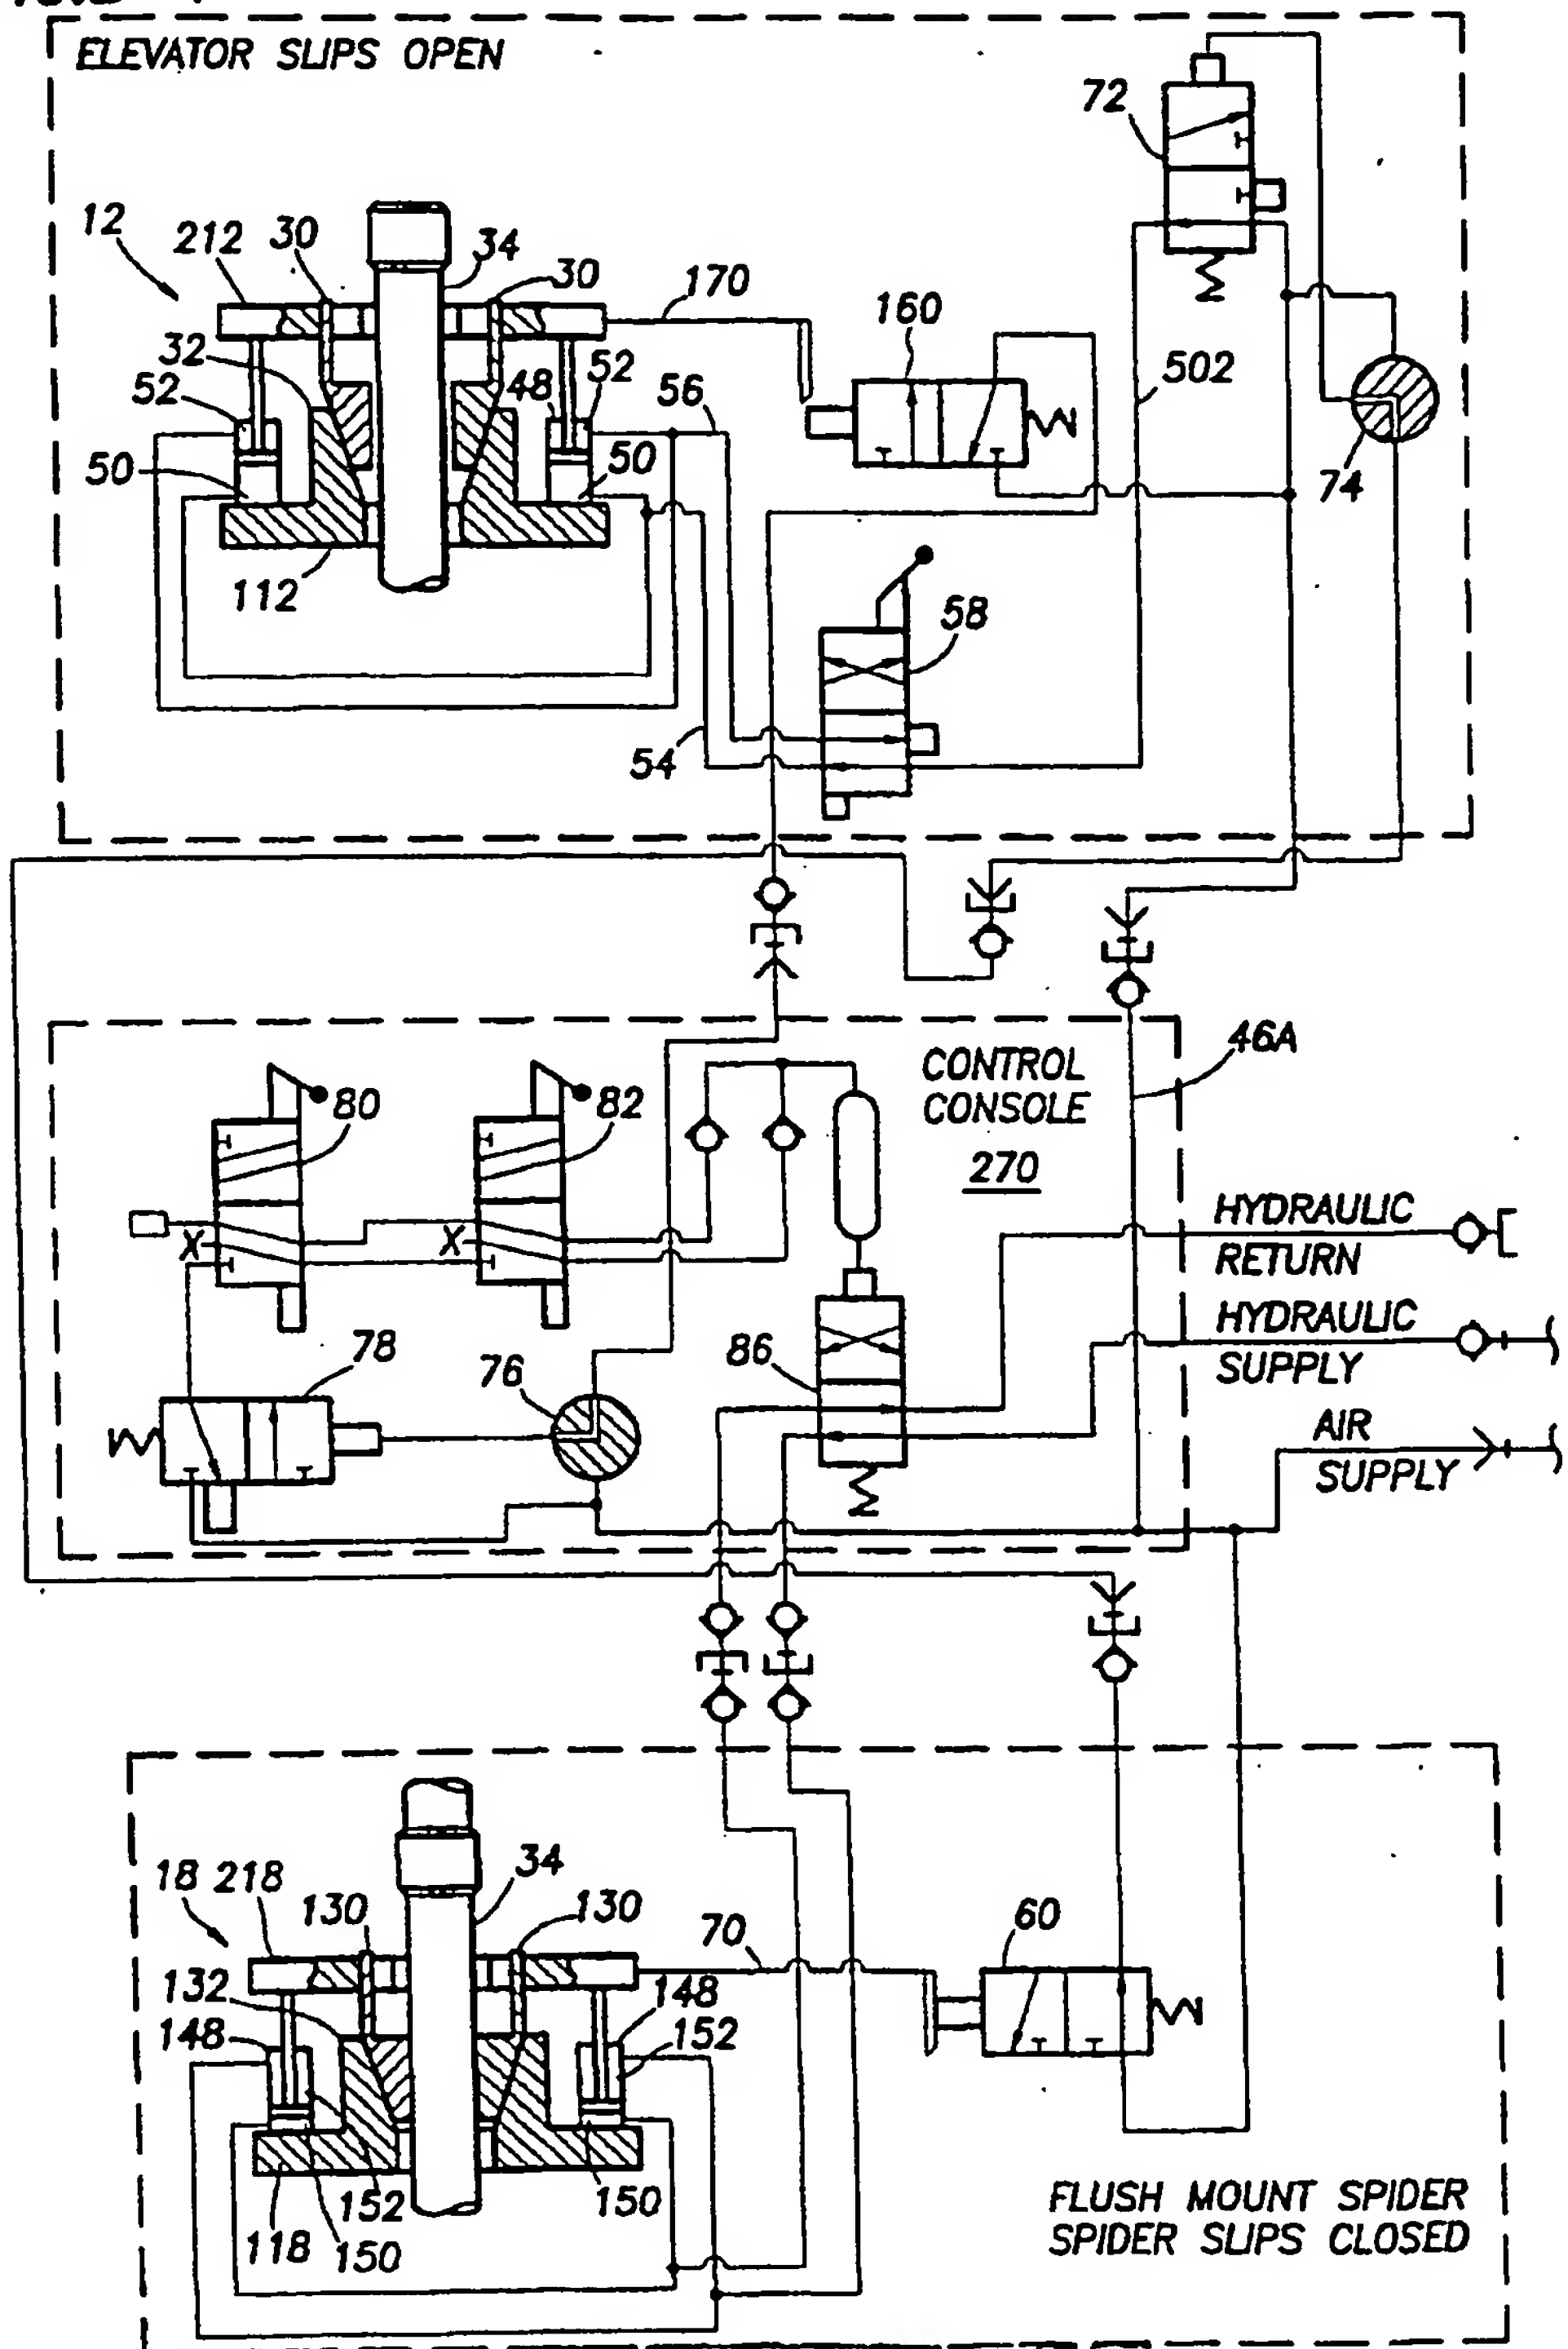 ELEVATOR SLIPS OPEN
72
12
212
30
34
30
170
160
32
52
48
52
56
502
50
50
74
112
58
54
46A
CONTROL
CONSOLE
270
80
82
X
X
HYDRAULIC
RETURN
HYDRAULIC
SUPPLY
78
76
86
AIR
SUPPLY
18
218
130
34
130
70
60
132
148
148
152
118
152
150
150
FLUSH MOUNT SPIDER
SPIDER SLIPS CLOSED